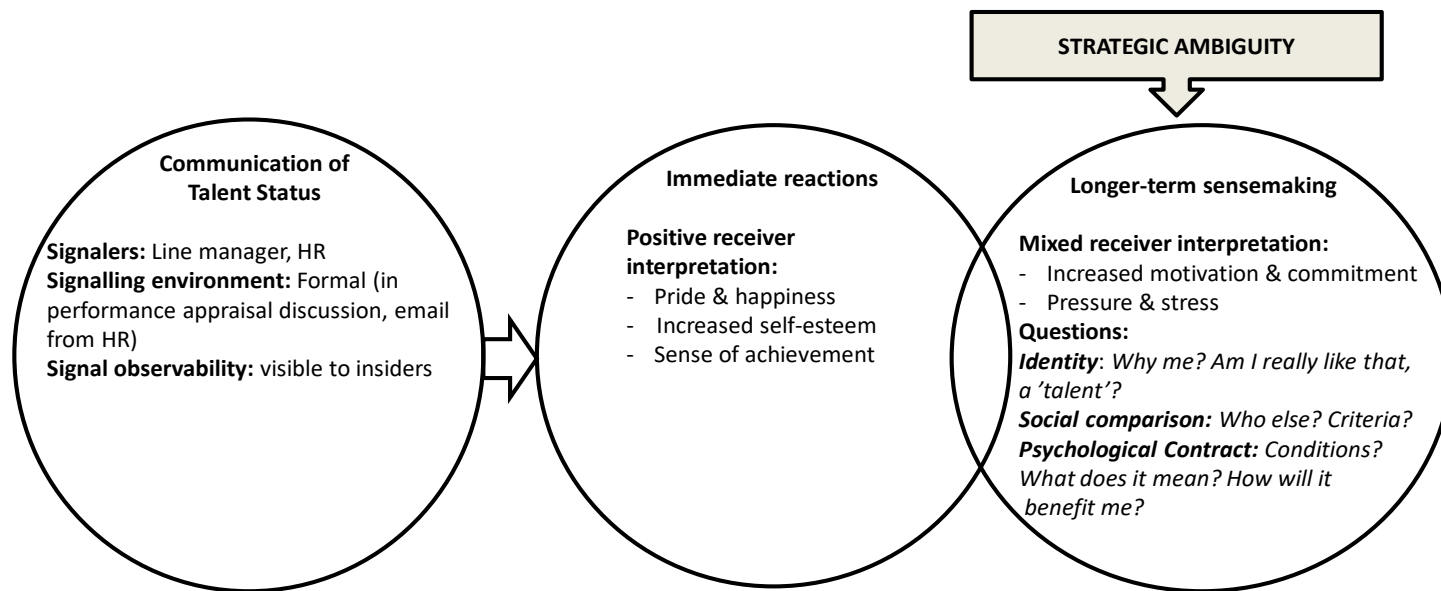 STRATEGIC AMBIGUITY
Communication of
Talent Status
Signalers: Line manager, HR
Signalling environment: Formal (in
performance appraisal discussion, email
from HR)
Signal observability: visible to insiders
Immediate reactions
Positive receiver
interpretation:
- Pride & happiness
- Increased self-esteem
- Sense of achievement
Longer-term sensemaking
Mixed receiver interpretation:
- Increased motivation & commitment
- Pressure & stress
Questions:
Identity: Why me? Am I really like that,
a ’talent’?
Social comparison: Who else? Criteria?
Psychological Contract: Conditions?
What does it mean? How will it
benefit me?